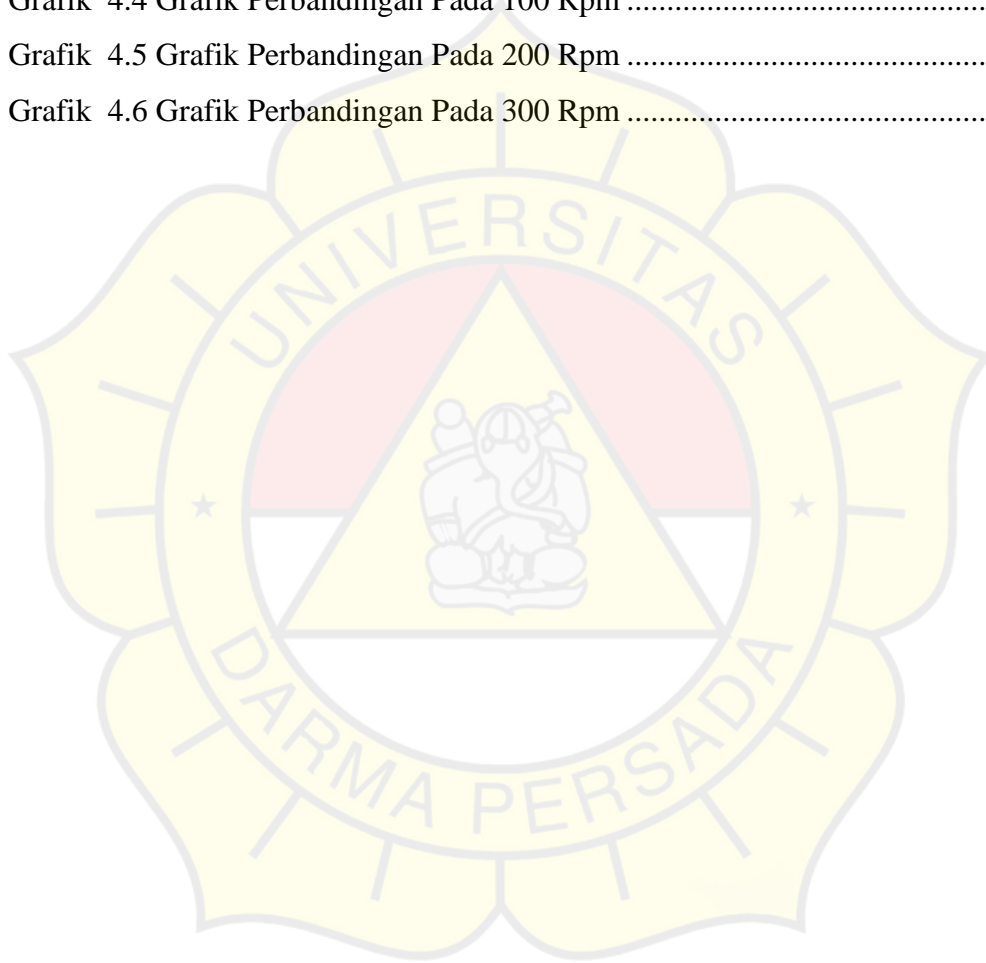 Grafik 4.4 Grafik Perbandingan Pada 100 Rpm ............................................
Grafik 4.5 Grafik Perbandingan Pada 200 Rpm ............................................
Grafik 4.6 Grafik Perbandingan Pada 300 Rpm ............................................
UNIVERSITAS
DARMA PERSADA